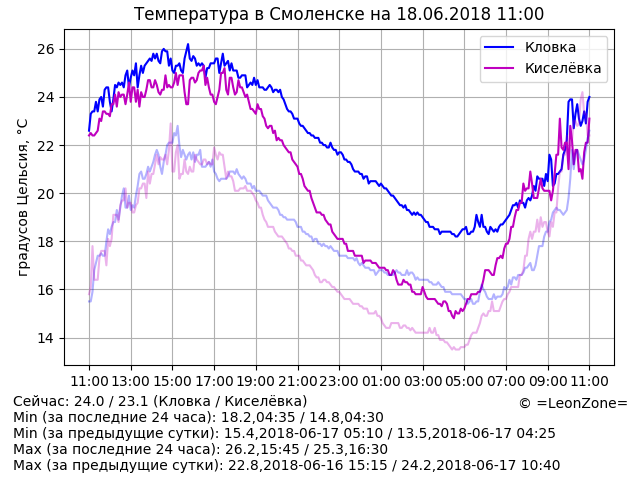 Температура в Смоленске на 18.06.2018 11:00
Кловка
Киселёвка
градусов Цельсия, °C
26
24
22
20
18
16
14
11:00 13:00 15:00 17:00 19:00 21:00 23:00 01:00 03:00 05:00 07:00 09:00 11:00
Сейчас: 24.0 / 23.1 (Кловка / Киселёвка)
© =LeonZone=
Min (за последние 24 часа): 18.2,04:35 / 14.8,04:30
Min (за предыдущие сутки): 15.4,2018-06-17 05:10 / 13.5,2018-06-17 04:25
Max (за последние 24 часа): 26.2,15:45 / 25.3,16:30
Max (за предыдущие сутки): 22.8,2018-06-16 15:15 / 24.2,2018-06-17 10:40